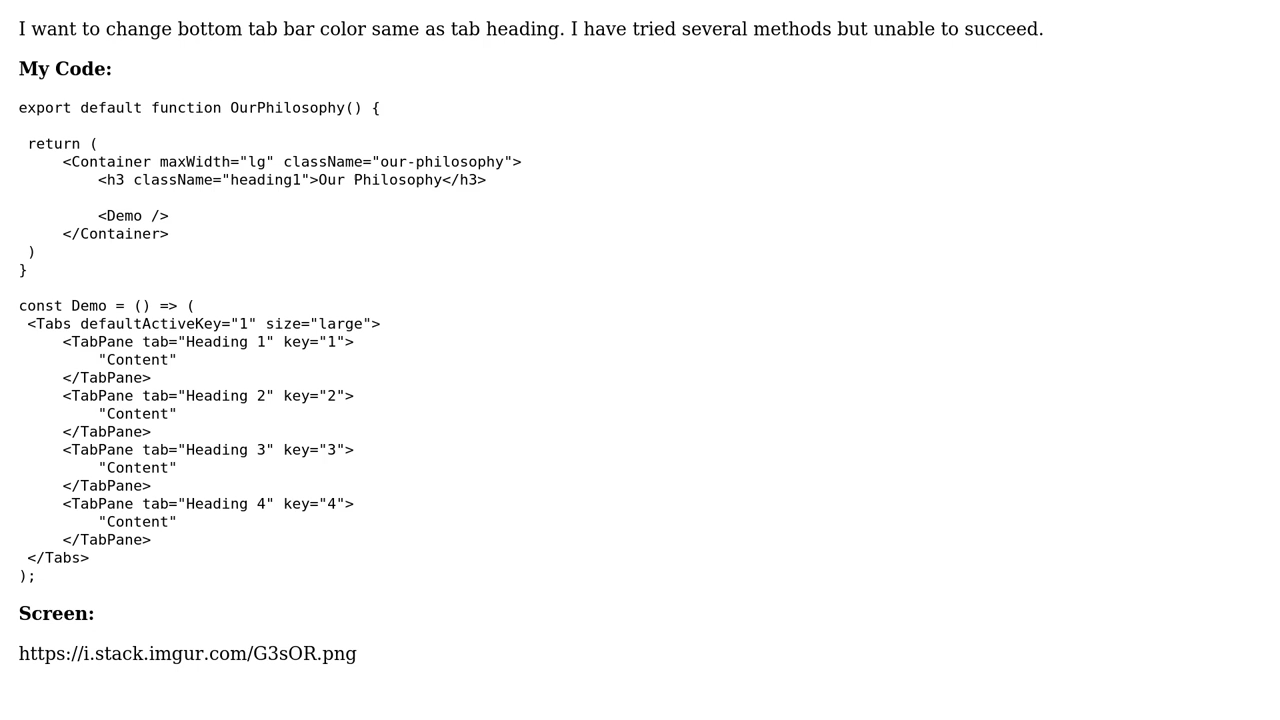 I want to change bottom tab bar color same as tab heading. I have tried several methods but unable to succeed.
My Code:
export default function OurPhilosophy() {
 return (
     <Container maxWidth="lg" className="our-philosophy">
         <h3 className="heading1">Our Philosophy</h3>
         <Demo />
     </Container>
 )
}
const Demo = () => (
 <Tabs defaultActiveKey="1" size="large">
     <TabPane tab="Heading 1" key="1">
         "Content"
     </TabPane>
     <TabPane tab="Heading 2" key="2">
         "Content"
     </TabPane>
     <TabPane tab="Heading 3" key="3">
         "Content"
     </TabPane>
     <TabPane tab="Heading 4" key="4">
         "Content"
     </TabPane>
 </Tabs>
);
Screen:
https://i.stack.imgur.com/G3sOR.png